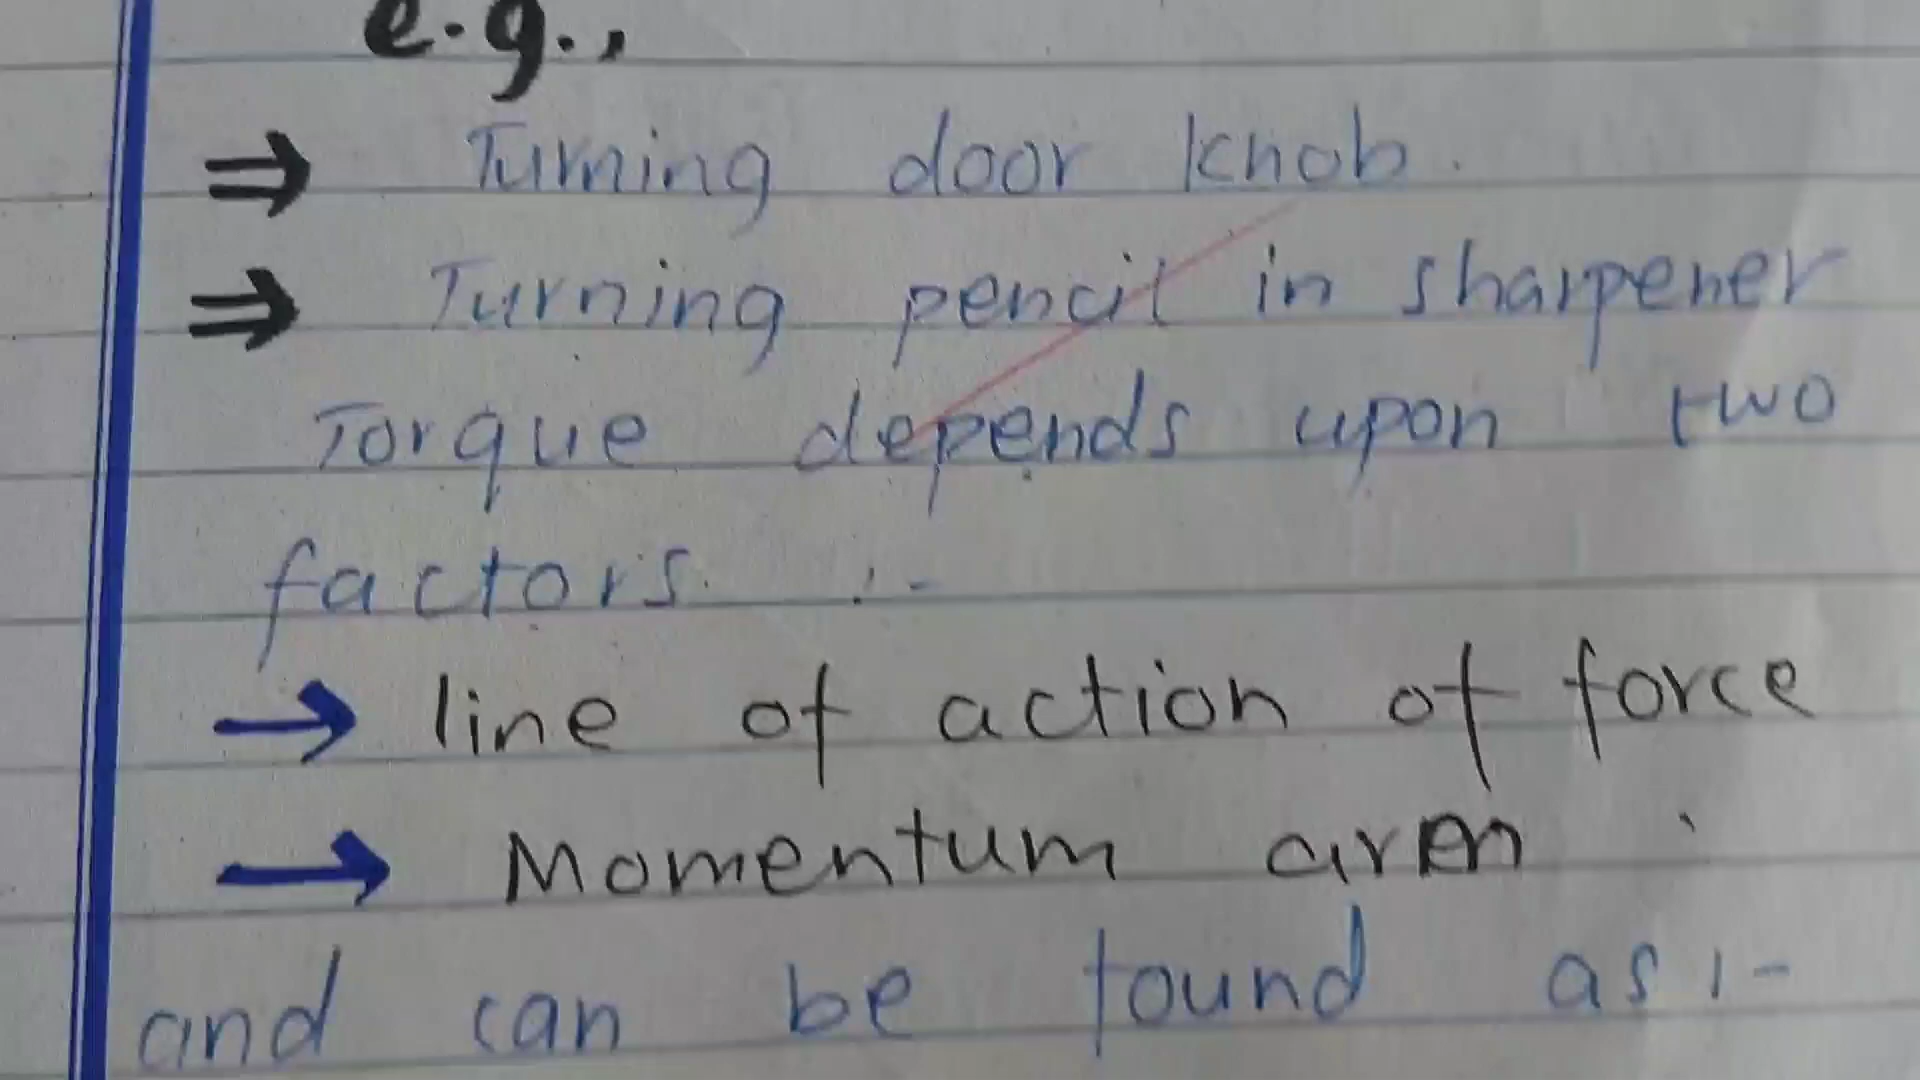 e.g.,
⇒ Turning door knob.
⇒ Turning pencil in sharpener
Torque depends upon two
factors :-
→ line of action of force
→ Momentum arem
and can be found as :-